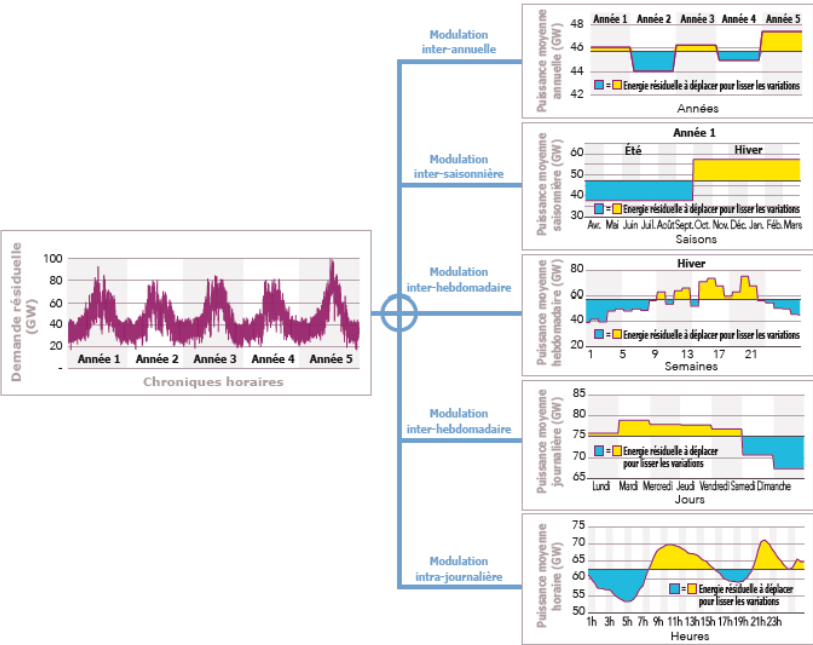 Demande résiduelle
(GW)
100
80
60
40
20
-
Année 1 Année 2 Année 3 Année 4 Année 5
Chroniques horaires
Modulation
inter-annuelle
Puissance moyenne
annuelle (GW)
48
46
44
42
Année 1 Année 2 Année 3 Année 4 Année 5
= Energie résiduelle à déplacer pour lisser les variations
Années
Modulation
inter-saisonnière
Puissance moyenne
saisonnière (GW)
Année 1
60
50
40
30
Été Hiver
= Energie résiduelle à déplacer pour lisser les variations
Avr. Mai Juin Juil. Août Sept. Oct. Nov. Déc. Jan. Féb. Mars
Saisons
Modulation
inter-hebdomadaire
Puissance moyenne
hebdomadaire (GW)
Hiver
80
60
40
20
= Energie résiduelle à déplacer pour lisser les variations
1 5 9 13 17 21
Semaines
Modulation
inter-hebdomadaire
Puissance moyenne
journalière (GW)
85
80
75
70
65
= Energie résiduelle à déplacer
pour lisser les variations
Lundi Mardi Mercredi Jeudi Vendredi Samedi Dimanche
Jours
Modulation
intra-journalière
Puissance moyenne
horaire (GW)
75
70
65
60
55
50
= Energie résiduelle à déplacer
pour lisser les variations
1h 3h 5h 7h 9h 11h 13h 15h 17h 19h 21h 23h
Heures